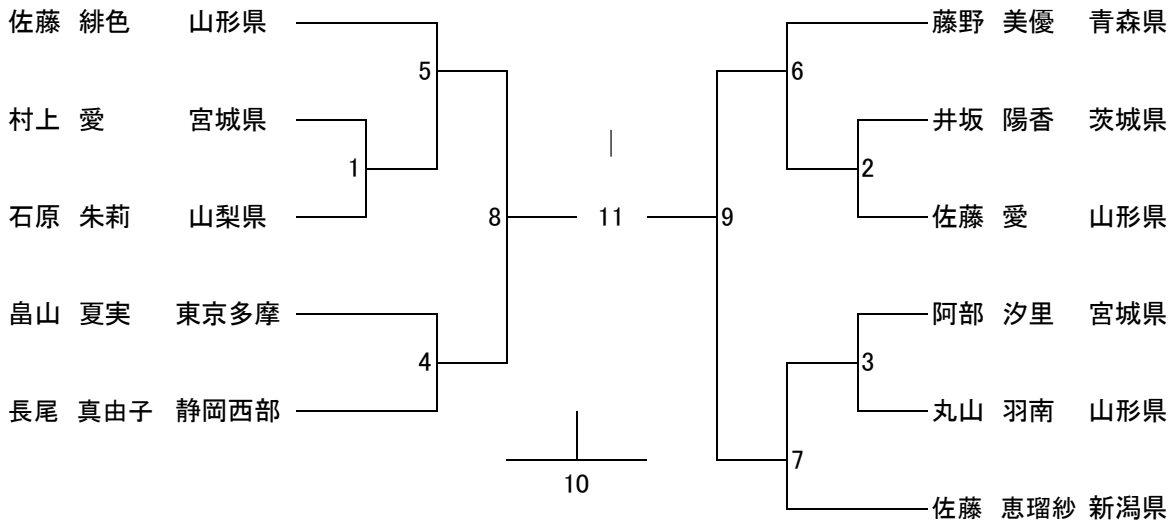 佐藤 緋色 山形県
5
村上 愛 宮城県
1
石原 朱莉 山梨県
8
畠山 夏実 東京多摩
4
長尾 真由子 静岡西部
11
10
藤野 美優 青森県
6
井坂 陽香 茨城県
2
佐藤 愛 山形県
9
阿部 汐里 宮城県
3
丸山 羽南 山形県
7
佐藤 恵瑠紗 新潟県